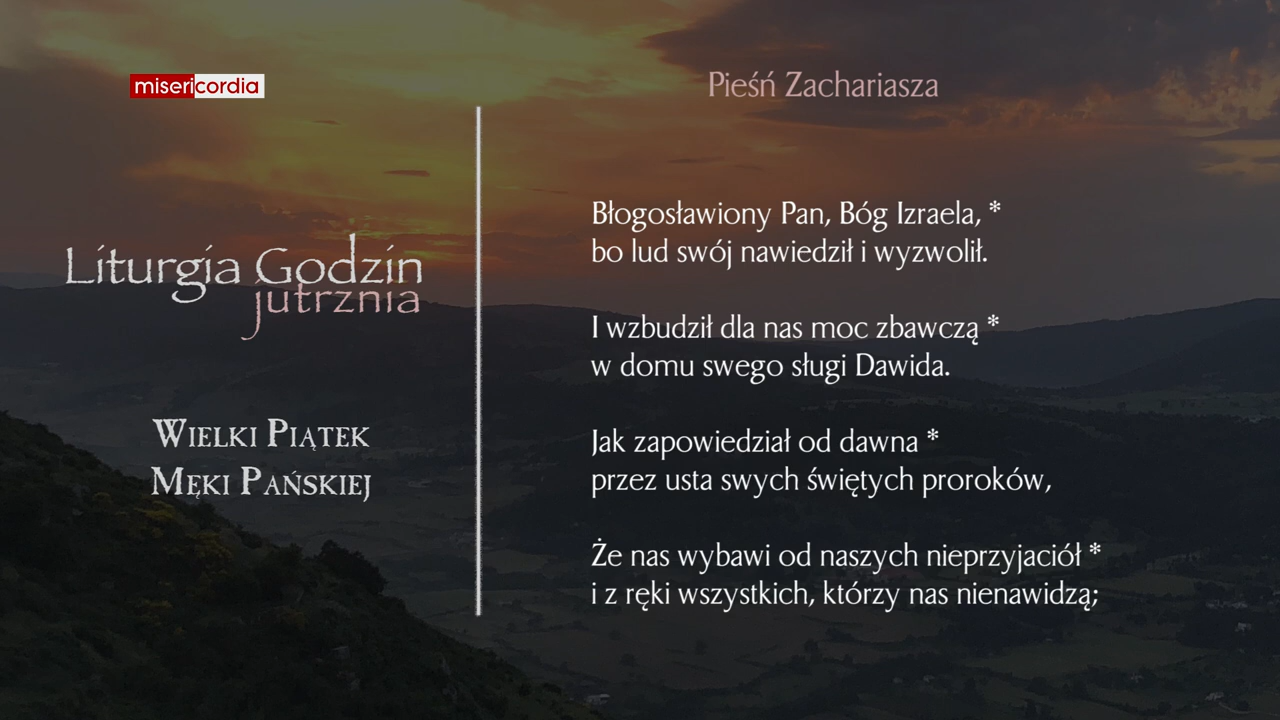 misericordia
Liturgia Godzin
jutrznia
Wielki Piątek
Męki Pańskiej
Pieśń Zachariasza
Błogosławiony Pan, Bóg Izraela, *
bo lud swój nawiedził i wyzwolił.
I wzbudził dla nas moc zbawczą *
w domu swego sługi Dawida.
Jak zapowiedział od dawna *
przez usta swych świętych proroków,
Że nas wybawi od naszych nieprzyjaciół *
i z ręki wszystkich, którzy nas nienawidzą;